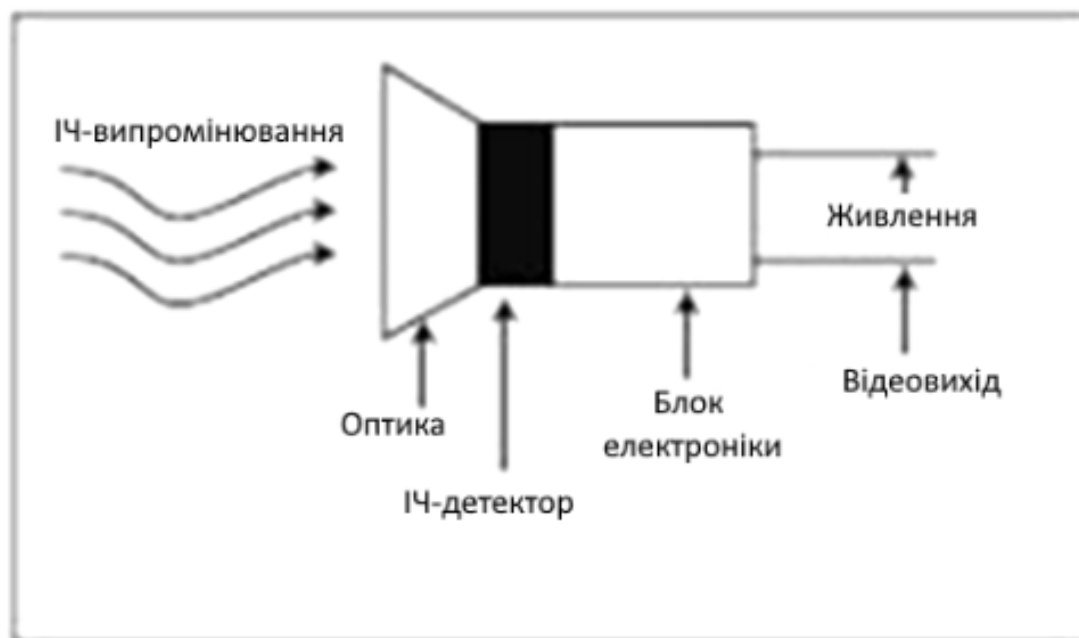 ІЧ-випромінювання
Живлення
Відеовихід
Оптика
Блок
електроніки
ІЧ-детектор